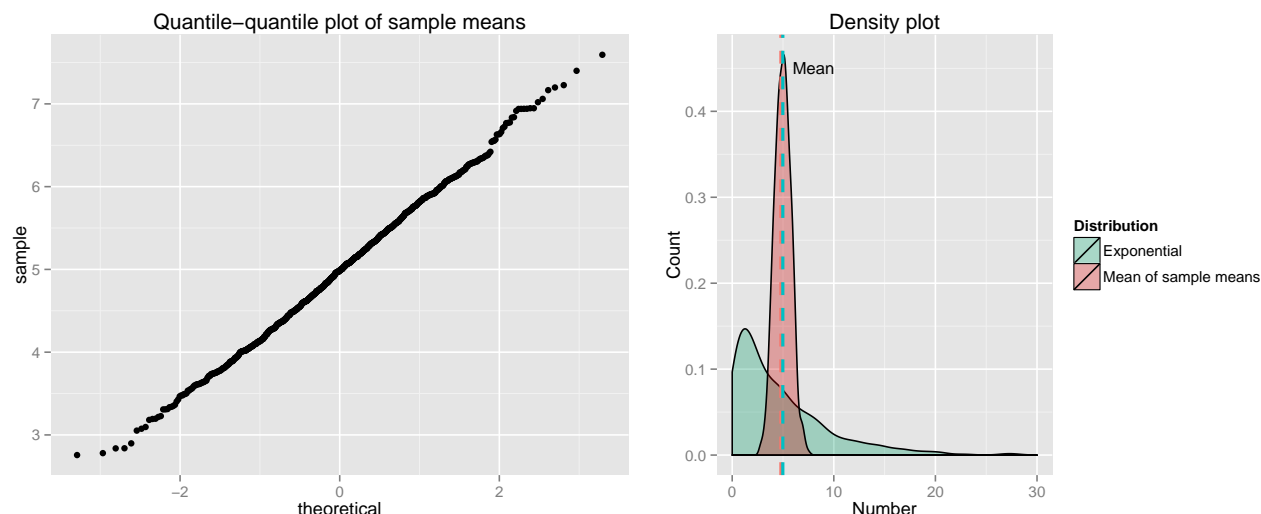 Quantile−quantile plot of sample means
7
6
5
4
3
sample
−2
0
2
theoretical
Density plot
Mean
0.4
0.3
0.2
0.1
0.0
Count
0
10
20
30
Number
Distribution
Exponential
Mean of sample means